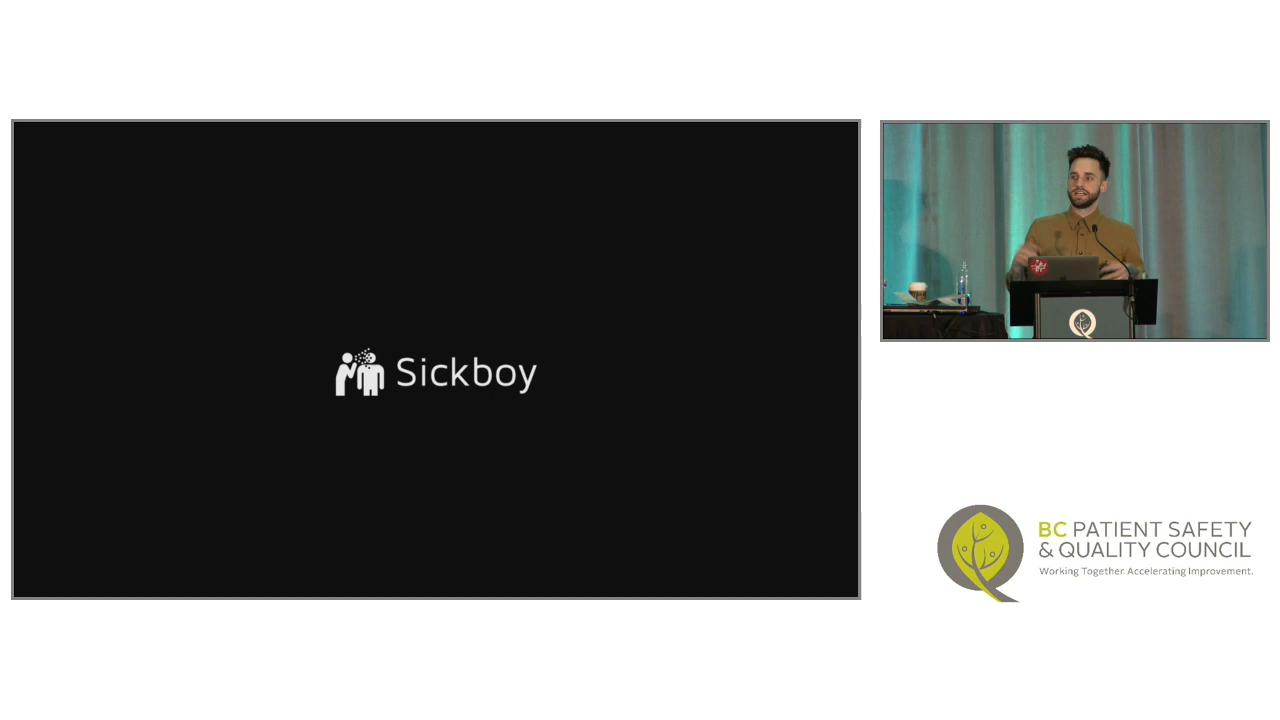 Sickboy
BC PATIENT SAFETY
& QUALITY COUNCIL
Working Together. Accelerating Improvement.